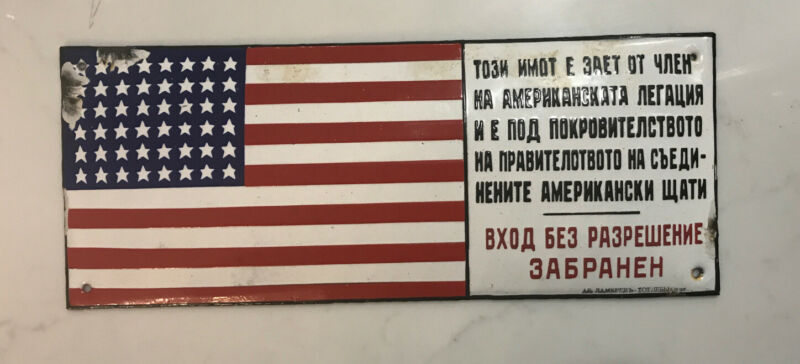 ТОЗИ ИМОТ Е ЗАЕТ ОТ ЧЛЕН
НА АМЕРИКАНСКАТА ЛЕГАЦИЯ
И Е ПОД ПОКРОВИТЕЛСТВОТО
НА ПРАВИТЕЛОТВОТО НА СЪЕДИ-
НЕНИТЕ АМЕРИКАНСКИ ЩАТИ
ВХОД БЕЗ РАЗРЕШЕНИЕ
ЗАБРАНЕН